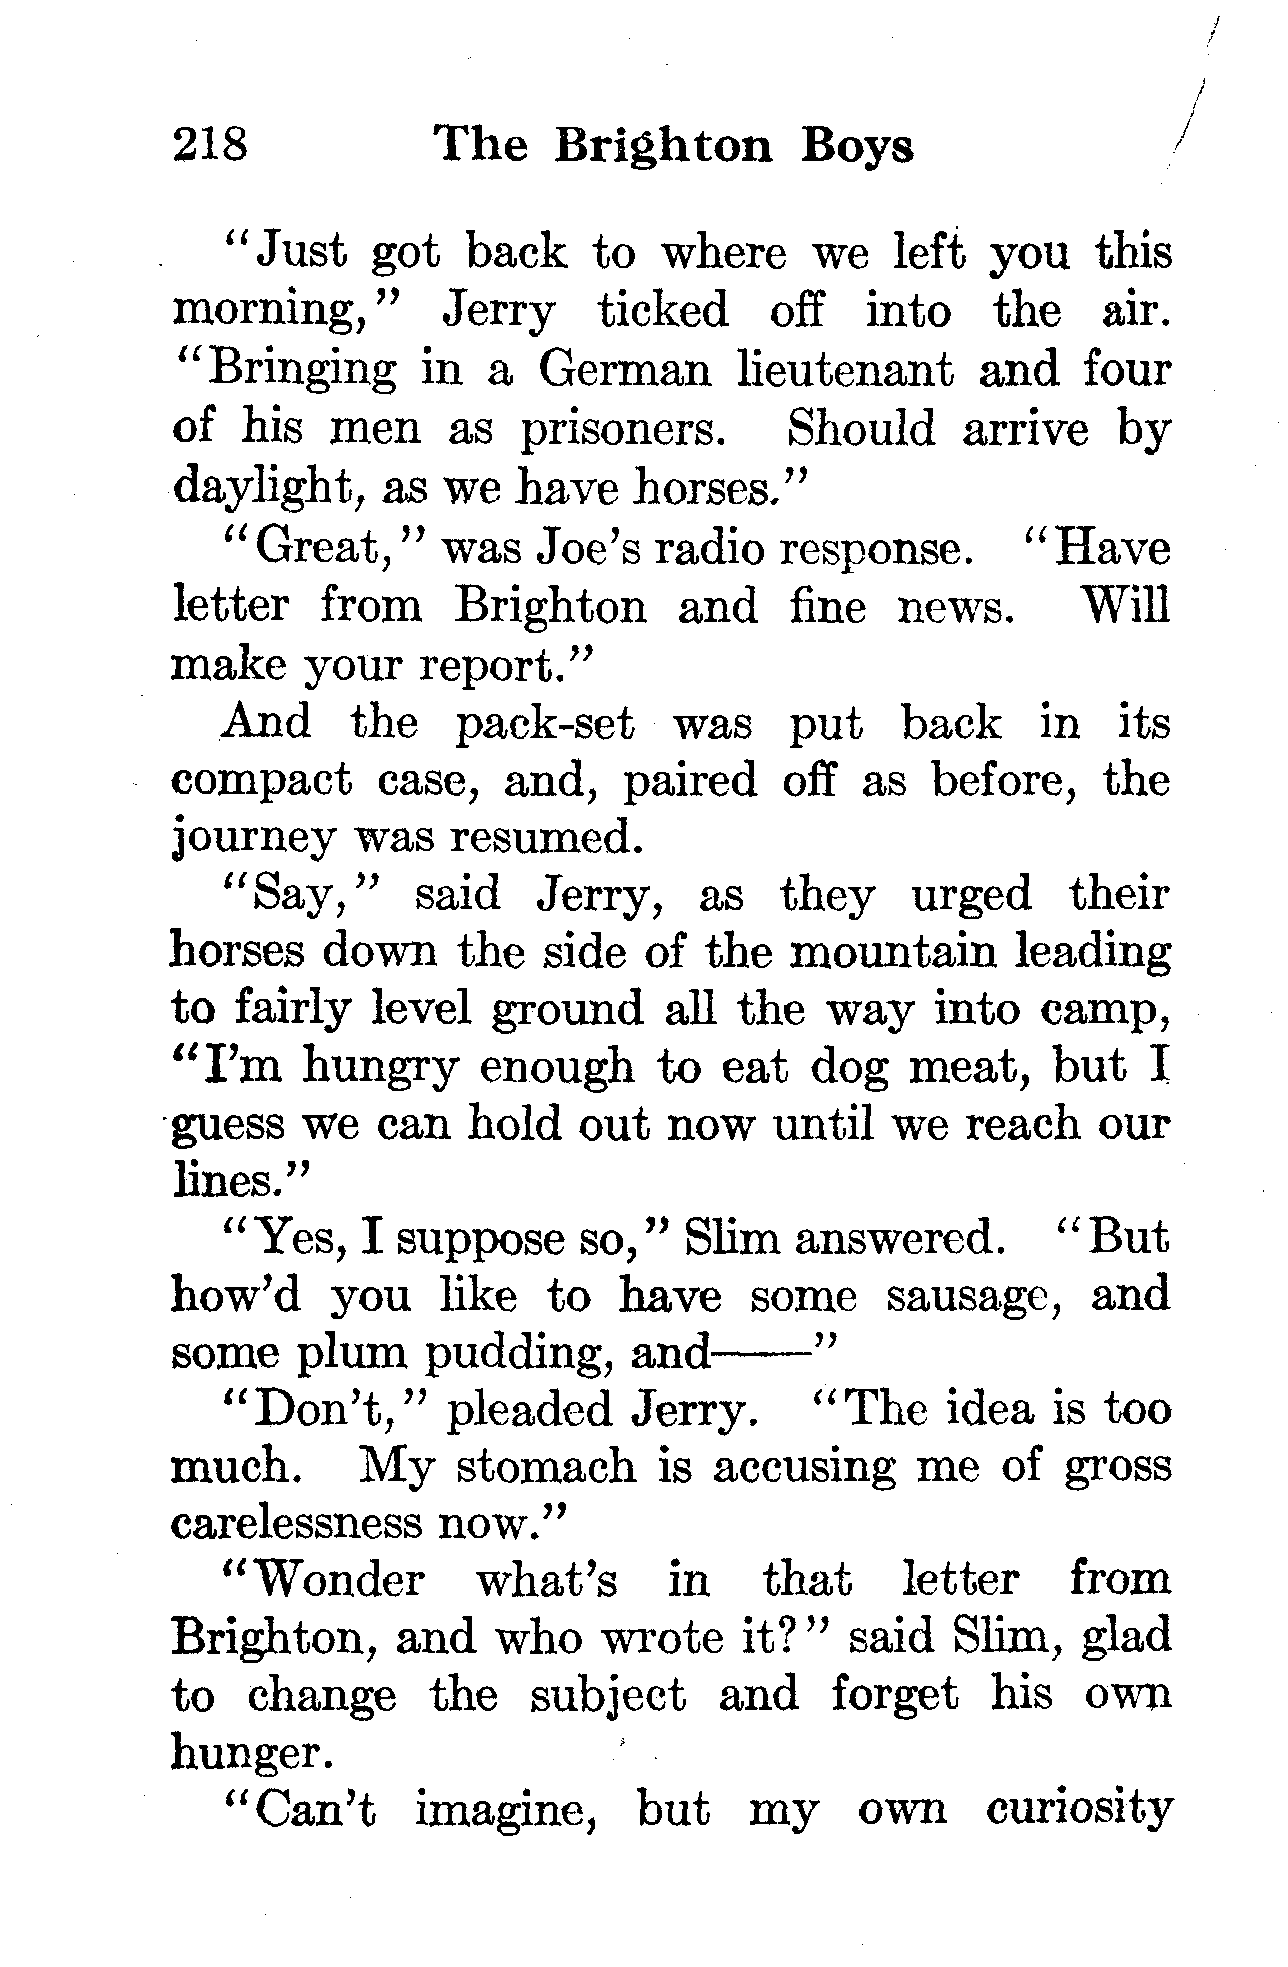 218 The Brighton Boys
“Just got back to where we left you this
morning,” Jerry ticked off into the air.
“Bringing in a German lieutenant and four
of his men as prisoners. Should arrive by
daylight, as we have horses.”
“Great,” was Joe’s radio response. “Have
letter from Brighton and fine news. Will
make your report.”
And the pack-set was put back in its
compact case, and, paired off as before, the
journey was resumed.
“Say,” said Jerry, as they urged their
horses down the side of the mountain leading
to fairly level ground all the way into camp,
“I’m hungry enough to eat dog meat, but I
guess we can hold out now until we reach our
lines.”
“Yes, I suppose so,” Slim answered. “But
how’d you like to have some sausage, and
some plum pudding, and——”
“Don’t,” pleaded Jerry. “The idea is too
much. My stomach is accusing me of gross
carelessness now.”
“Wonder what’s in that letter from
Brighton, and who wrote it?” said Slim, glad
to change the subject and forget his own
hunger.
“Can’t imagine, but my own curiosity